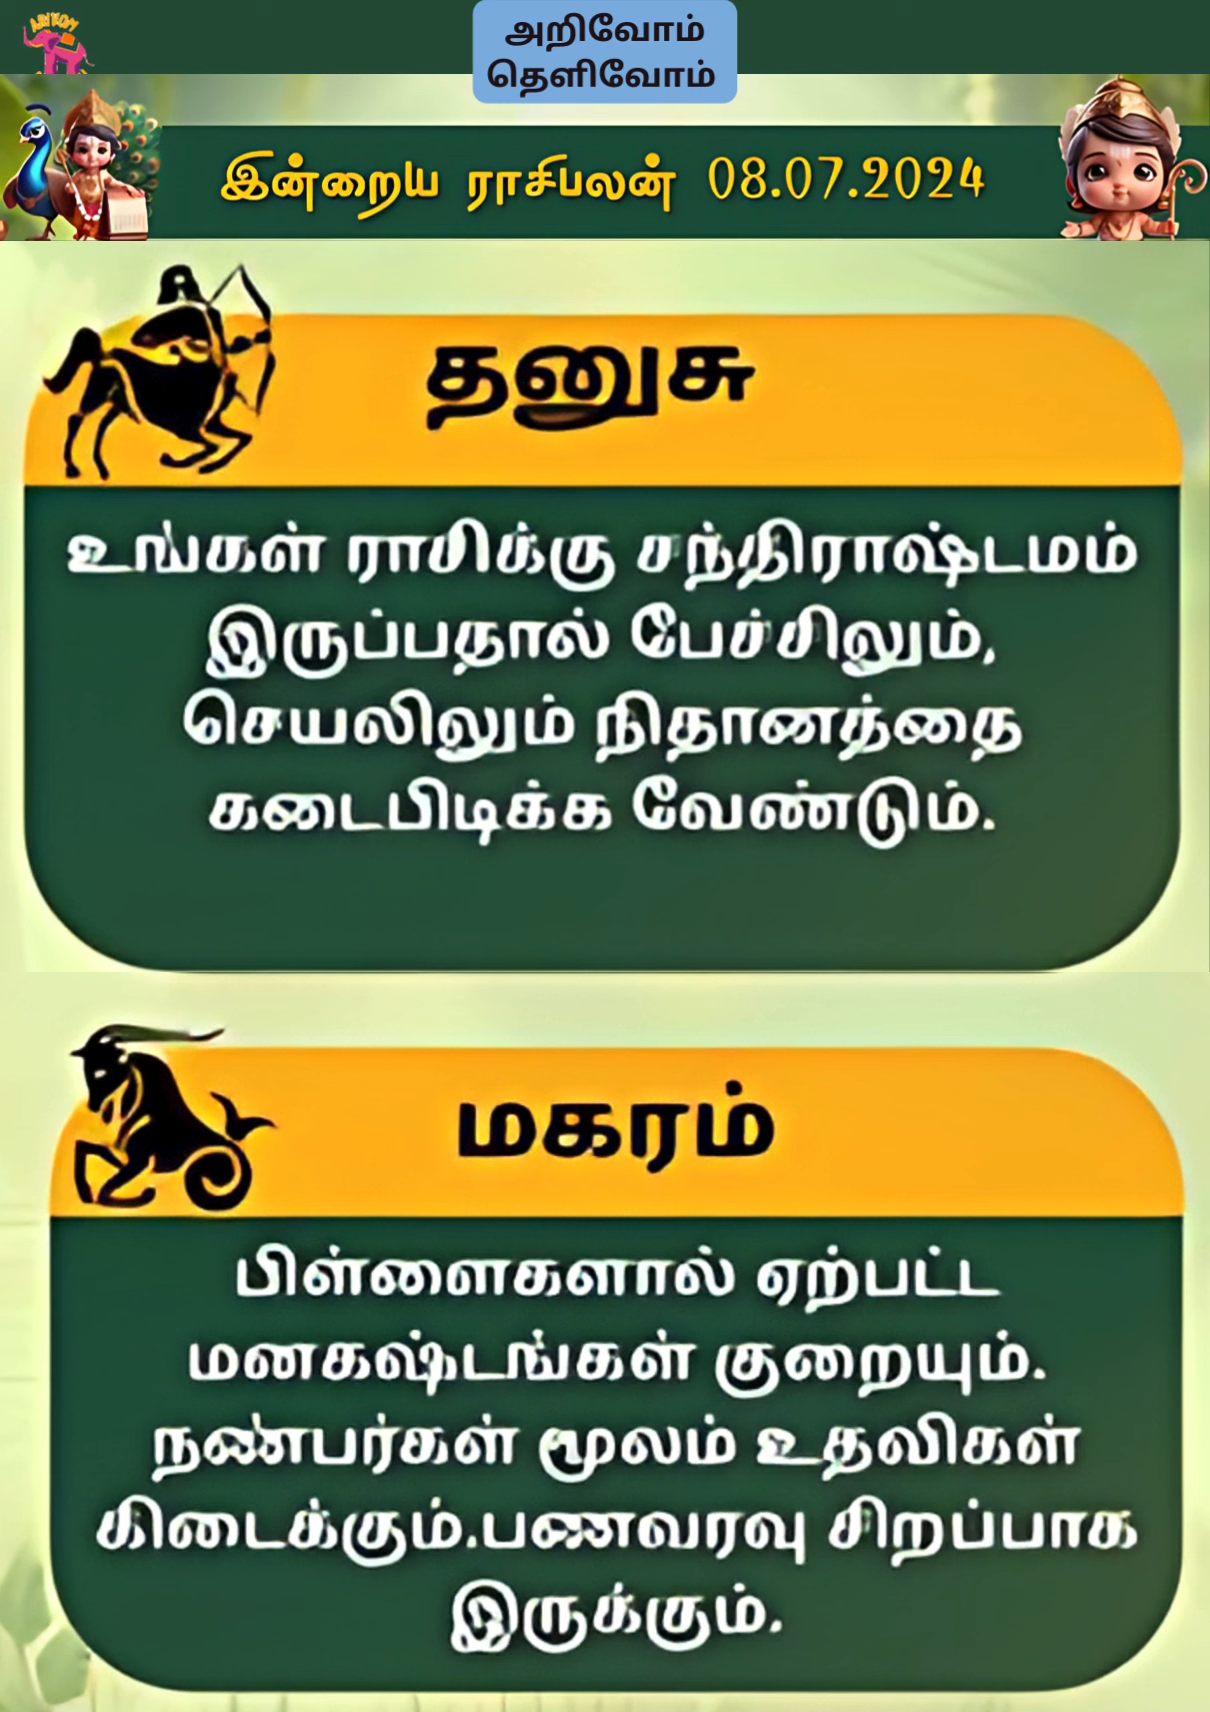 ARIVOM
அறிவோம்
தெளிவோம்
இன்றைய ராசிபலன் 08.07.2024
தனுசு
உங்கள் ராசிக்கு சந்திராஷ்டமம்
இருப்பதால் பேச்சிலும்,
செயலிலும் நிதானத்தை
கடைபிடிக்க வேண்டும்.
மகரம்
பிள்ளைகளால் ஏற்பட்ட
மனகஷ்டங்கள் குறையும்.
நண்பர்கள் மூலம் உதவிகள்
கிடைக்கும்.பணவரவு சிறப்பாக
இருக்கும்.